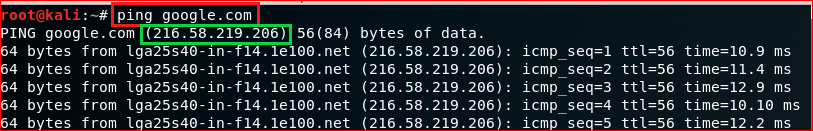 root@kali:~# ping google.com
PING google.com (216.58.219.206) 56(84) bytes of data.
64 bytes from lga25s40-in-f14.1e100.net (216.58.219.206): icmp_seq=1 ttl=56 time=10.9 ms
64 bytes from lga25s40-in-f14.1e100.net (216.58.219.206): icmp_seq=2 ttl=56 time=11.4 ms
64 bytes from lga25s40-in-f14.1e100.net (216.58.219.206): icmp_seq=3 ttl=56 time=12.9 ms
64 bytes from lga25s40-in-f14.1e100.net (216.58.219.206): icmp_seq=4 ttl=56 time=10.10 ms
64 bytes from lga25s40-in-f14.1e100.net (216.58.219.206): icmp_seq=5 ttl=56 time=12.2 ms